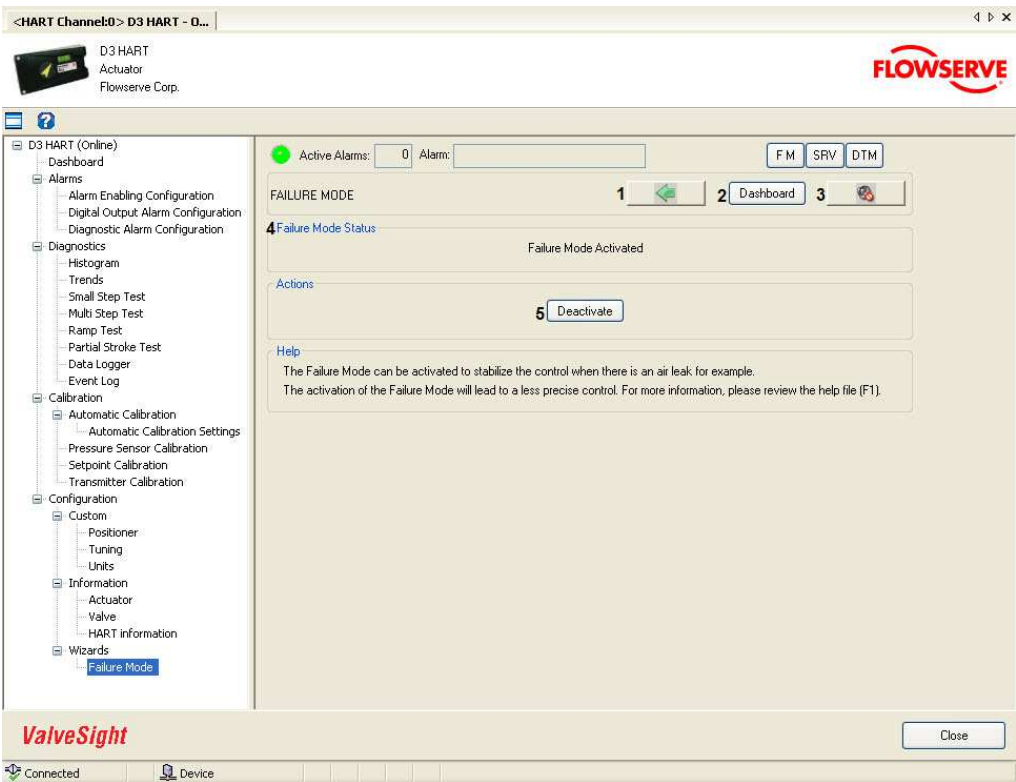 <HART Channel:0> D3 HART - O...
D3 HART
Actuator
Flowserve Corp.
FLOWSERVE
D3 HART (Online)
Dashboard
Alarms
Alarm Enabling Configuration
Digital Output Alarm Configuration
Diagnostic Alarm Configuration
Diagnostics
Histogram
Trends
Small Step Test
Multi Step Test
Ramp Test
Partial Stroke Test
Data Logger
Event Log
Calibration
Automatic Calibration
Automatic Calibration Settings
Pressure Sensor Calibration
Setpoint Calibration
Transmitter Calibration
Configuration
Custom
Positioner
Tuning
Units
Information
Actuator
Valve
HART information
Wizards
Failure Mode
Active Alarms: 0 Alarm: FM SRV DTM
FAILURE MODE 1 2 Dashboard 3
4 Failure Mode Status
Failure Mode Activated
Actions
5 Deactivate
Help
The Failure Mode can be activated to stabilize the control when there is an air leak for example.
The activation of the Failure Mode will lead to a less precise control. For more information, please review the help file (F1).
ValveSight
Close
Connected Device